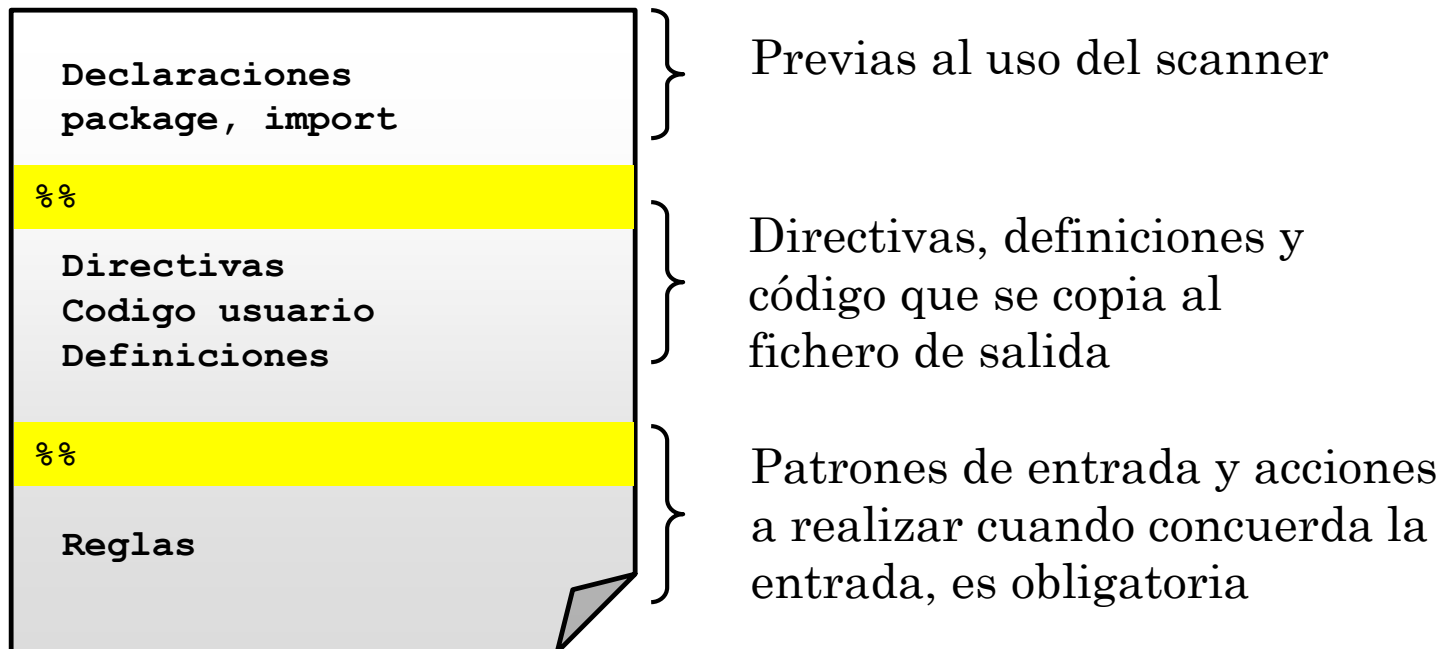 Declaraciones
package, import
Previas al uso del scanner
%%
Directivas
Codigo usuario
Definiciones
Directivas, definiciones y
código que se copia al
fichero de salida
%%
Reglas
Patrones de entrada y acciones
a realizar cuando concuerda la
entrada, es obligatoria